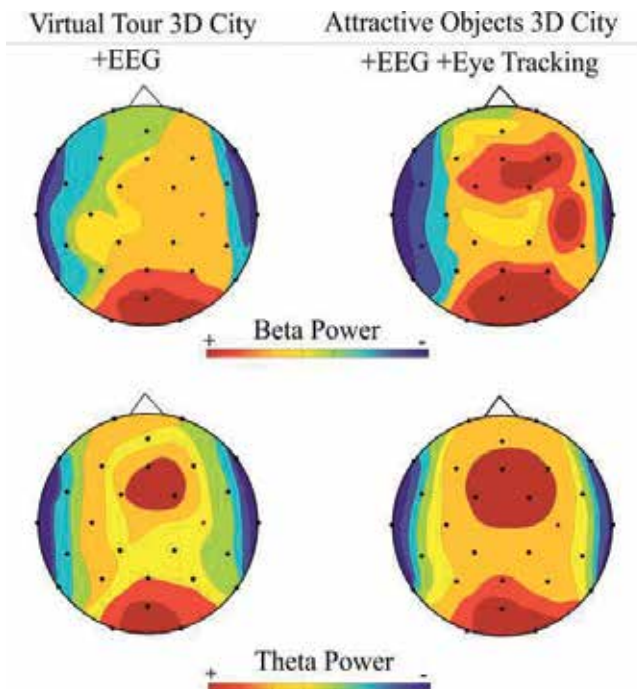 Virtual Tour 3D City
Attractive Objects 3D City
+EEG
+EEG +Eye Tracking
Beta Power
+ -
Theta Power
+ -